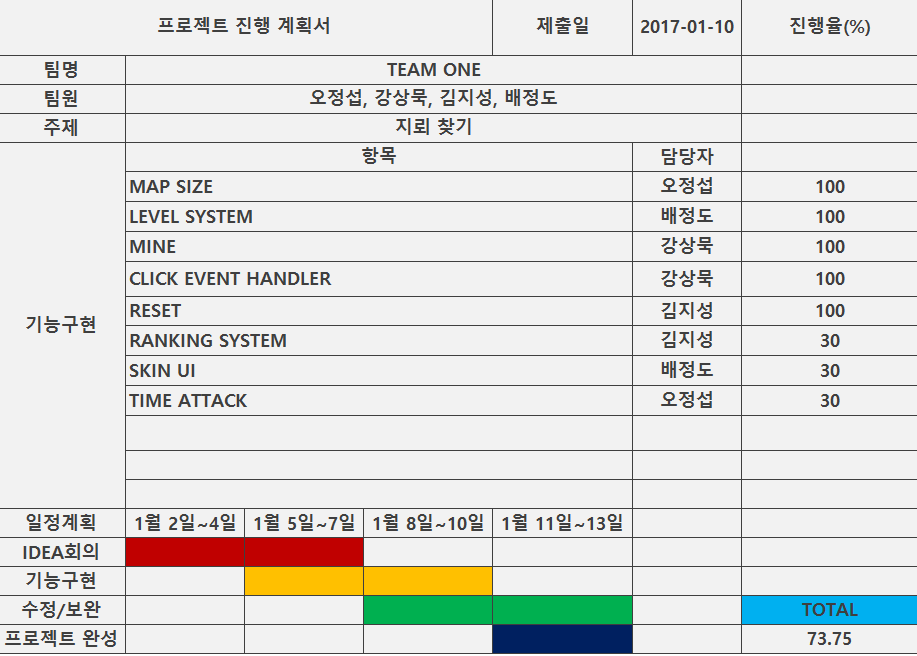 프로젝트 진행 계획서 제출일 2017-01-10 진행율(%)
팀명 TEAM ONE
팀원 오정섭, 강상묵, 김지성, 배정도
주제 지뢰 찾기
항목 담당자
MAP SIZE 오정섭 100
LEVEL SYSTEM 배정도 100
MINE 강상묵 100
CLICK EVENT HANDLER 강상묵 100
기능구현
RESET 김지성 100
RANKING SYSTEM 김지성 30
SKIN UI 배정도 30
TIME ATTACK 오정섭 30
일정계획 1월 2일~4일 1월 5일~7일 1월 8일~10일 1월 11일~13일
IDEA회의
기능구현
수정/보완 TOTAL
프로젝트 완성 73.75